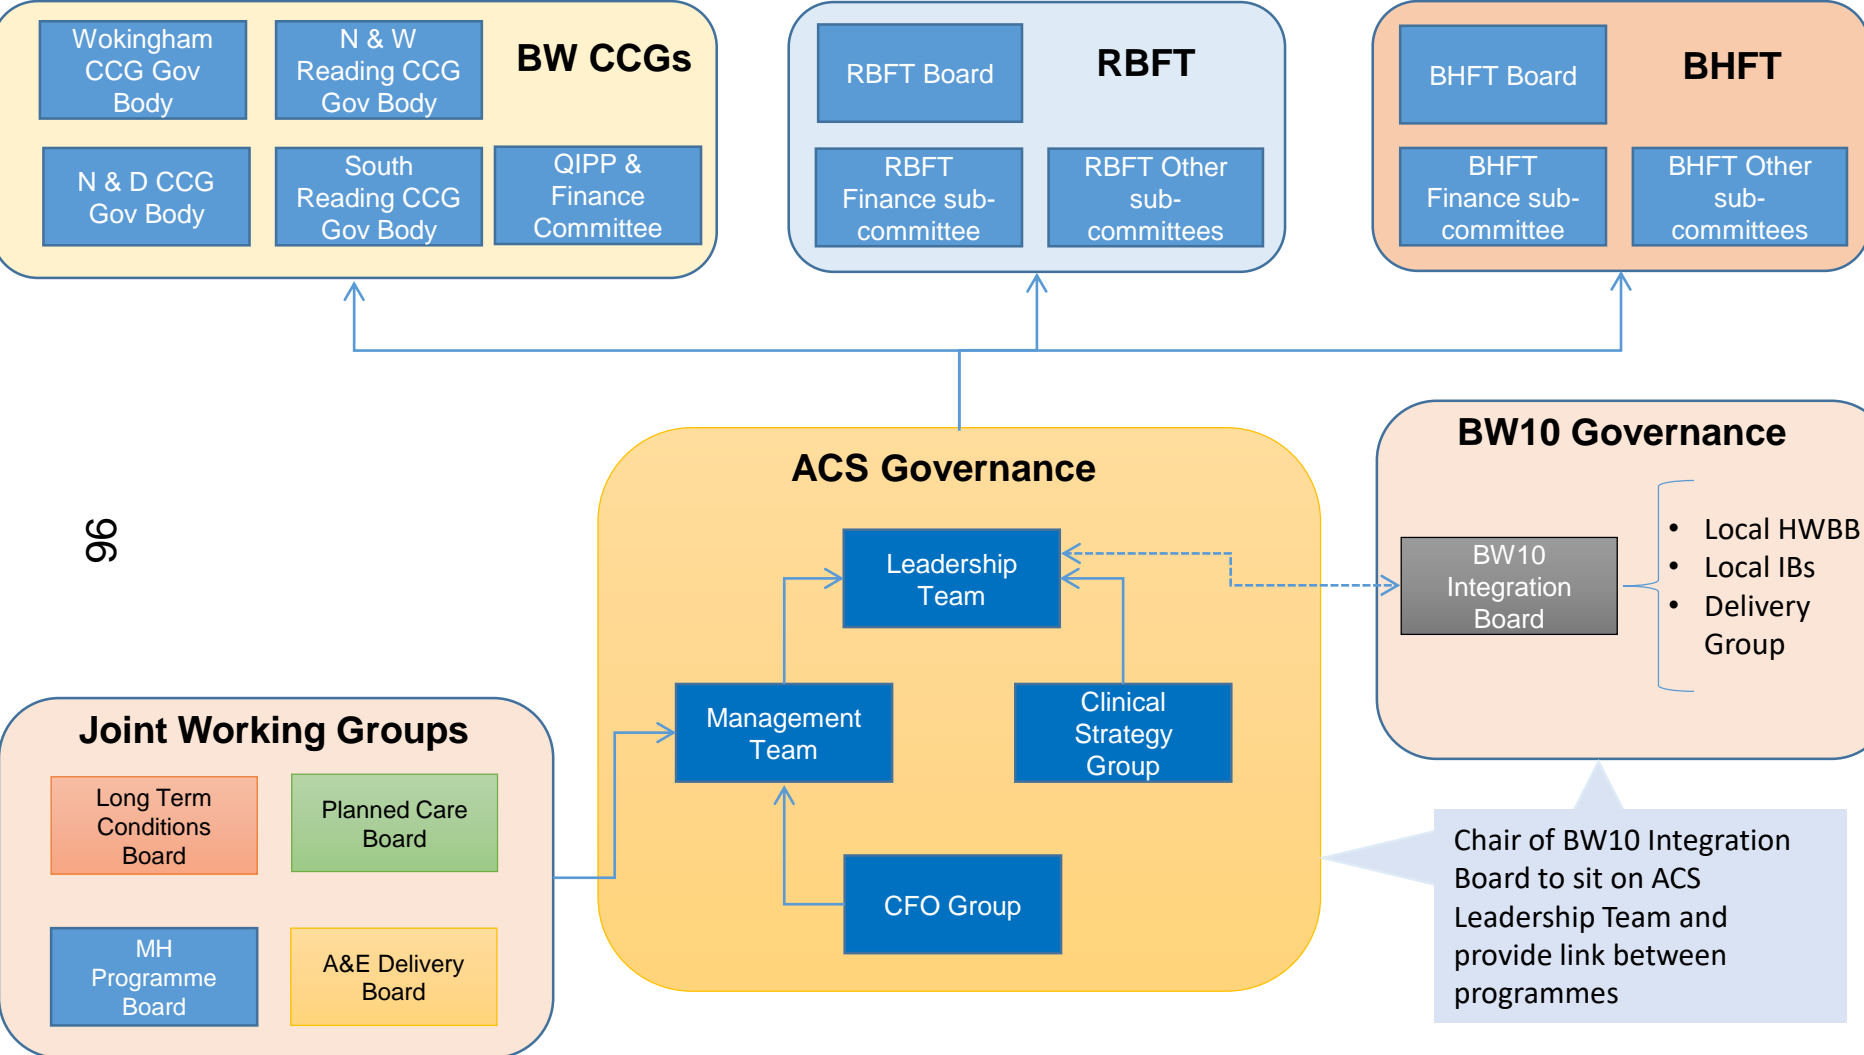 BW CCGs
Wokingham
CCG Gov
Body
N & W
Reading CCG
Gov Body
N & D CCG
Gov Body
South
Reading CCG
Gov Body
QIPP &
Finance
Committee
RBFT
RBFT Board
RBFT
Finance sub-
committee
RBFT Other
sub-
committees
BHFT
BHFT Board
BHFT
Finance sub-
committee
BHFT Other
sub-
committees
ACS Governance
Leadership
Team
Management
Team
Clinical
Strategy
Group
CFO Group
BW10 Governance
BW10
Integration
Board
• Local HWBB
• Local IBs
• Delivery
Group
96
Joint Working Groups
Long Term
Conditions
Board
Planned Care
Board
MH
Programme
Board
A&E Delivery
Board
Chair of BW10 Integration
Board to sit on ACS
Leadership Team and
provide link between
programmes